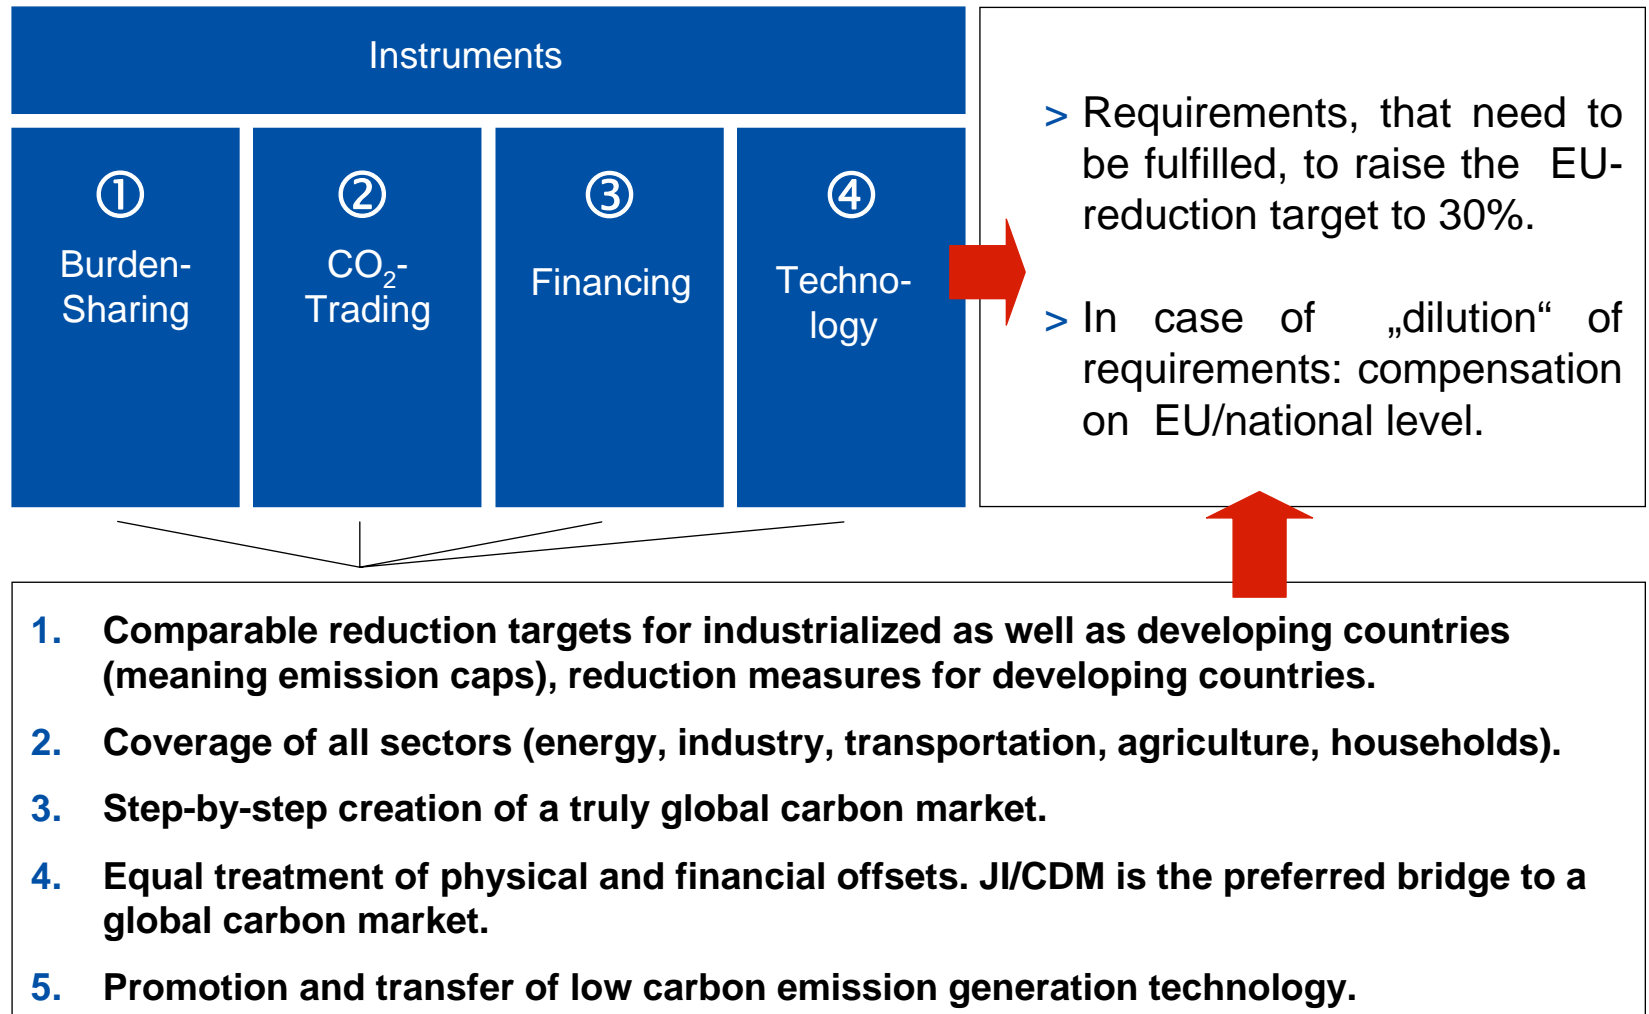 Instruments
①
Burden-
Sharing
②
CO₂-
Trading
③
Financing
④
Techno-
logy
> Requirements, that need to
be fulfilled, to raise the EU-
reduction target to 30%.
> In case of „dilution“ of
requirements: compensation
on EU/national level.
1. Comparable reduction targets for industrialized as well as developing countries
(meaning emission caps), reduction measures for developing countries.
2. Coverage of all sectors (energy, industry, transportation, agriculture, households).
3. Step-by-step creation of a truly global carbon market.
4. Equal treatment of physical and financial offsets. JI/CDM is the preferred bridge to a
global carbon market.
5. Promotion and transfer of low carbon emission generation technology.